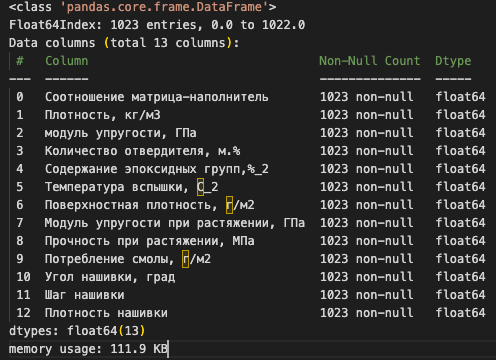 <class 'pandas.core.frame.DataFrame'>
Float64Index: 1023 entries, 0.0 to 1022.0
Data columns (total 13 columns):
 #   Column                                Non-Null Count  Dtype
---  ------                                --------------  -----
 0   Соотношение матрица-наполнитель       1023 non-null   float64
 1   Плотность, кг/м3                      1023 non-null   float64
 2   модуль упругости, ГПа                 1023 non-null   float64
 3   Количество отвердителя, м.%           1023 non-null   float64
 4   Содержание эпоксидных групп,%_2       1023 non-null   float64
 5   Температура вспышки, С_2              1023 non-null   float64
 6   Поверхностная плотность, г/м2         1023 non-null   float64
 7   Модуль упругости при растяжении, ГПа  1023 non-null   float64
 8   Прочность при растяжении, МПа         1023 non-null   float64
 9   Потребление смолы, г/м2               1023 non-null   float64
 10  Угол нашивки, град                    1023 non-null   float64
 11  Шаг нашивки                           1023 non-null   float64
 12  Плотность нашивки                     1023 non-null   float64
dtypes: float64(13)
memory usage: 111.9 KB